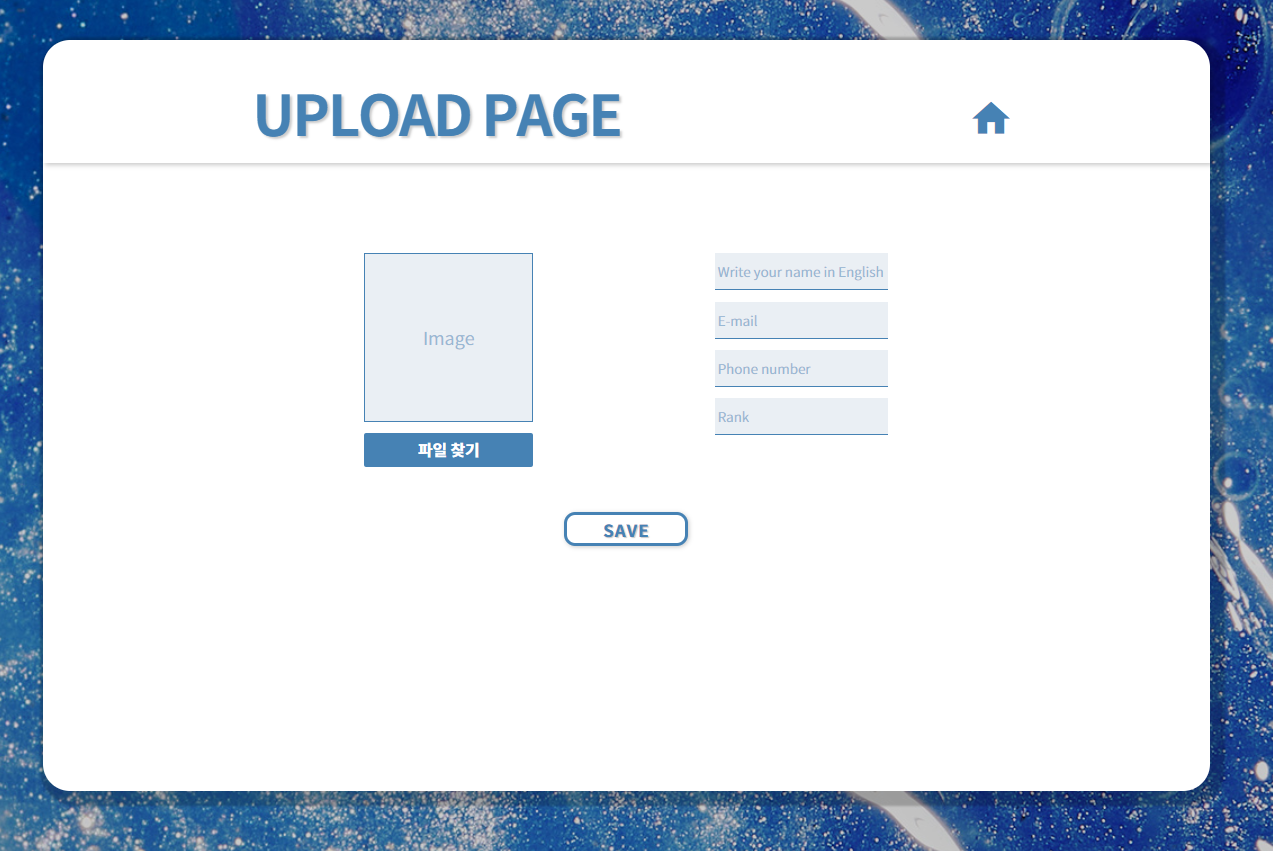 UPLOAD PAGE
Image
파일 찾기
Write your name in English
E-mail
Phone number
Rank
SAVE